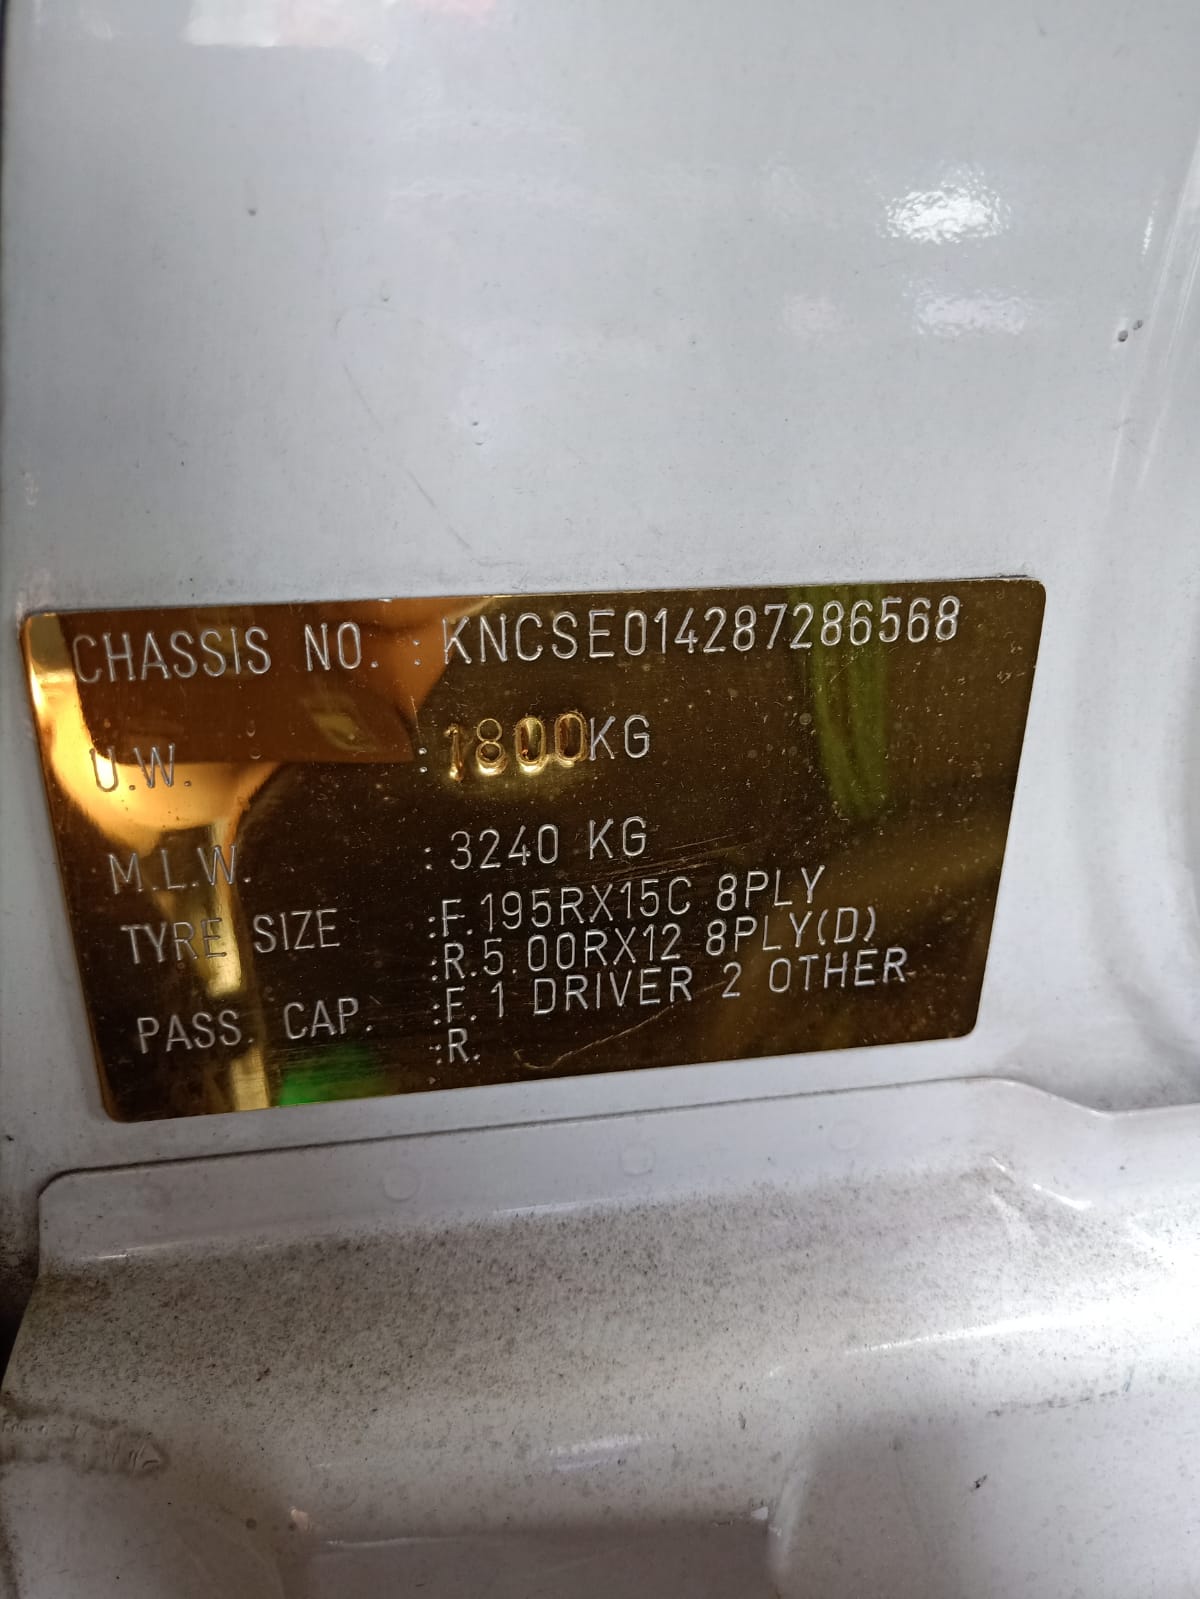 CHASSIS NO. : KNCSE014287286568
U.W. : 1800KG
M.L.W. : 3240 KG
TYRE SIZE :F.195RX15C 8PLY
:R.5.00RX12 8PLY(D)
PASS. CAP. :F.1 DRIVER 2 OTHER
:R.